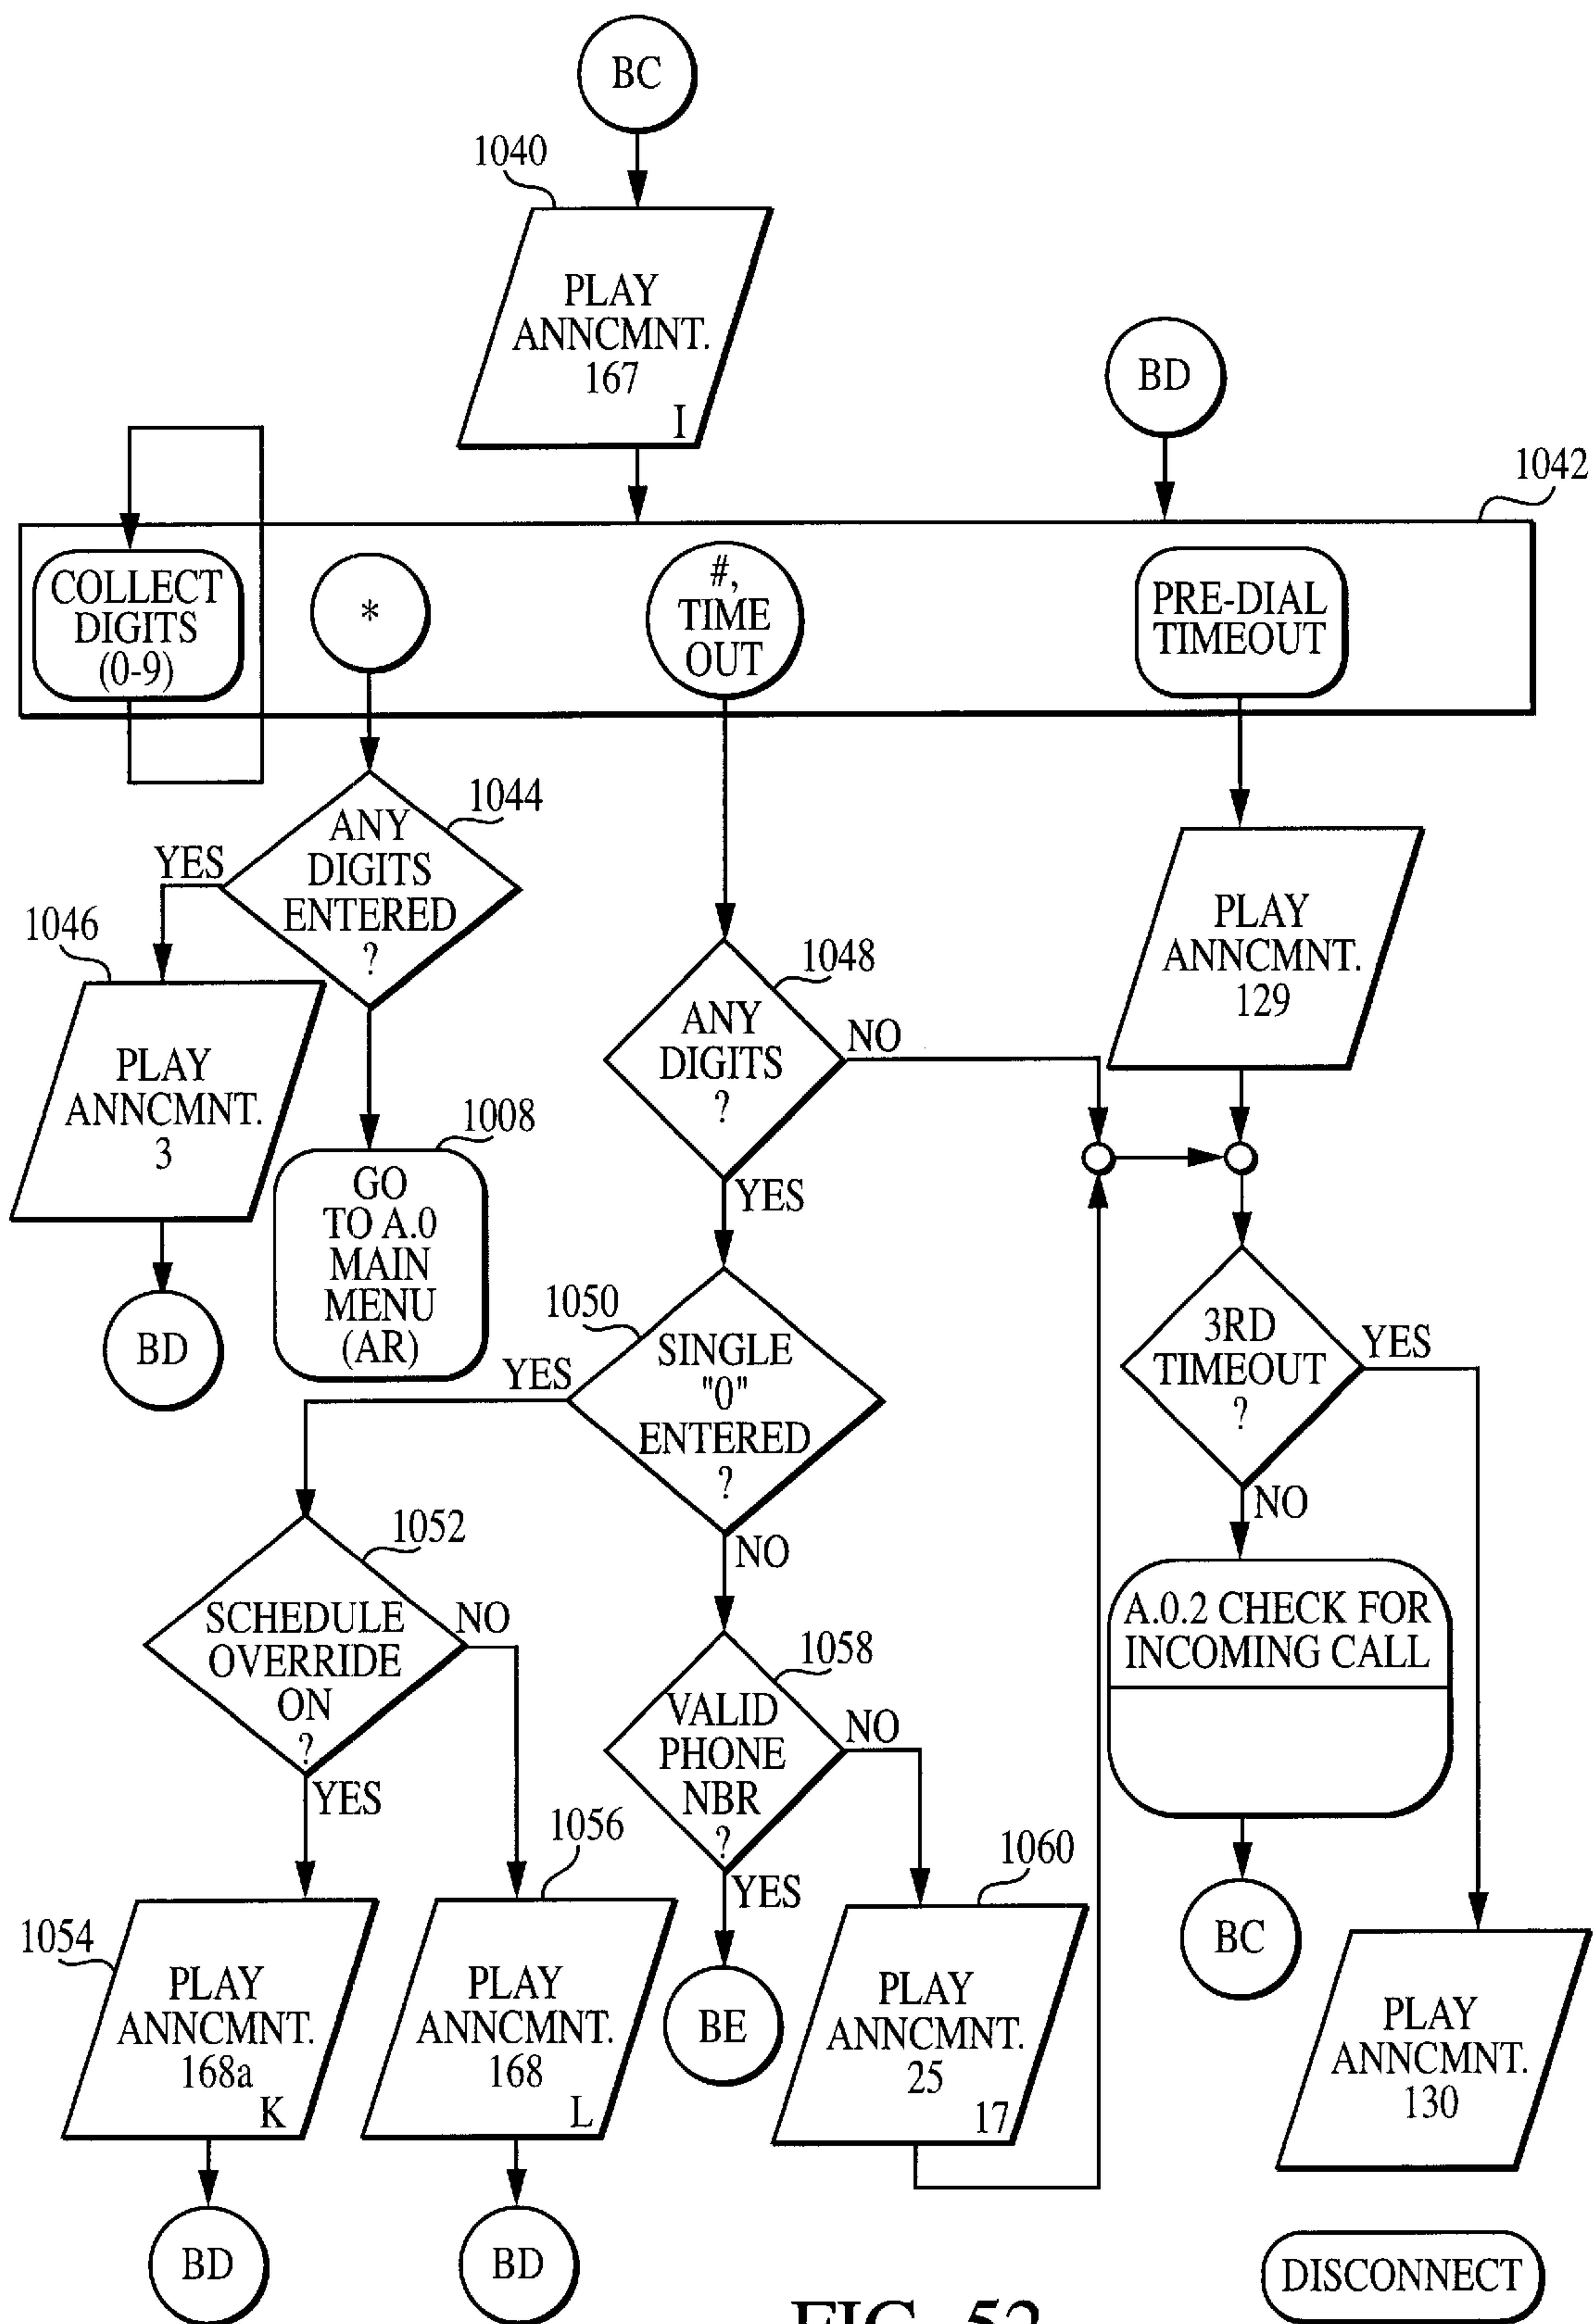 BC
1040
PLAY
ANNCMNT.
167
I
BD
1042
COLLECT
DIGITS
(0-9)
*
#,
TIME
OUT
PRE-DIAL
TIMEOUT
1044
ANY
DIGITS
ENTERED
?
YES
1046
PLAY
ANNCMNT.
3
BD
1008
GO
TO A.0
MAIN
MENU
(AR)
1048
ANY
DIGITS
?
NO
YES
PLAY
ANNCMNT.
129
1050
SINGLE
"0"
ENTERED
?
YES
NO
3RD
TIMEOUT
?
YES
NO
1052
SCHEDULE
OVERRIDE
ON
?
NO
YES
1058
VALID
PHONE
NBR
?
NO
YES
A.0.2 CHECK FOR
INCOMING CALL
1054
PLAY
ANNCMNT.
168a
K
BD
1056
PLAY
ANNCMNT.
168
L
BD
BE
1060
PLAY
ANNCMNT.
25
17
BC
PLAY
ANNCMNT.
130
DISCONNECT
FIG. 52